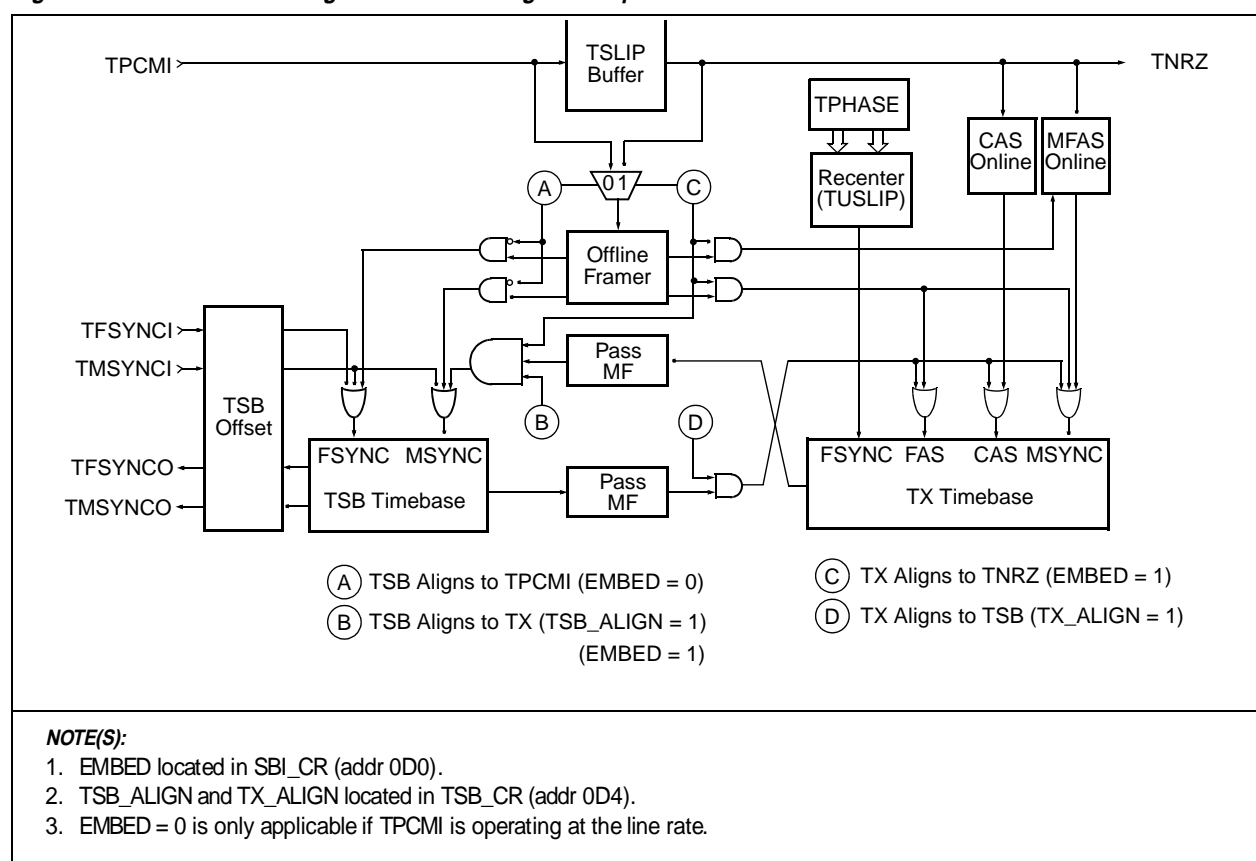 TPCMI
TSLIP
Buffer
TNRZ
TPHASE
CAS
Online
MFAS
Online
Recenter
(TUSLIP)
A
0 1
C
Offline
Framer
TFSYNCI
TMSYNCI
Pass
MF
TSB
Offset
B
D
FSYNC MSYNC
TSB Timebase
FSYNC FAS CAS MSYNC
TX Timebase
TFSYNCO
TMSYNCO
Pass
MF
A TSB Aligns to TPCMI (EMBED = 0)
B TSB Aligns to TX (TSB_ALIGN = 1)
(EMBED = 1)
C TX Aligns to TNRZ (EMBED = 1)
D TX Aligns to TSB (TX_ALIGN = 1)
NOTE(S):
1. EMBED located in SBI_CR (addr 0D0).
2. TSB_ALIGN and TX_ALIGN located in TSB_CR (addr 0D4).
3. EMBED = 0 is only applicable if TPCMI is operating at the line rate.